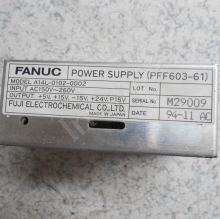 FANUC POWER SUPPLY (PFF603-61)
MODEL A14L-0102-0002 LOT No.
INPUT AC150V~260V
OUTPUT +5V, +15V, -15V, +24V, P15V SERIAL No. M29009
FUJI ELECTROCHEMICAL CO., LTD. DATE 94-11 AC
MADE IN JAPAN